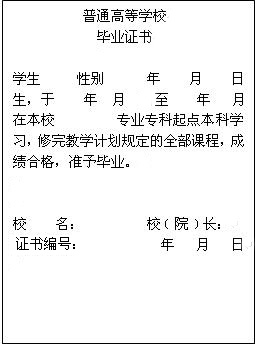 普通高等学校
毕业证书
学生 性别 年 月 日
生，于 年 月 至 年 月
在本校 专业专科起点本科学
习，修完教学计划规定的全部课程，成
绩合格，准予毕业。
校 名： 校（院）长：
证书编号： 年 月 日